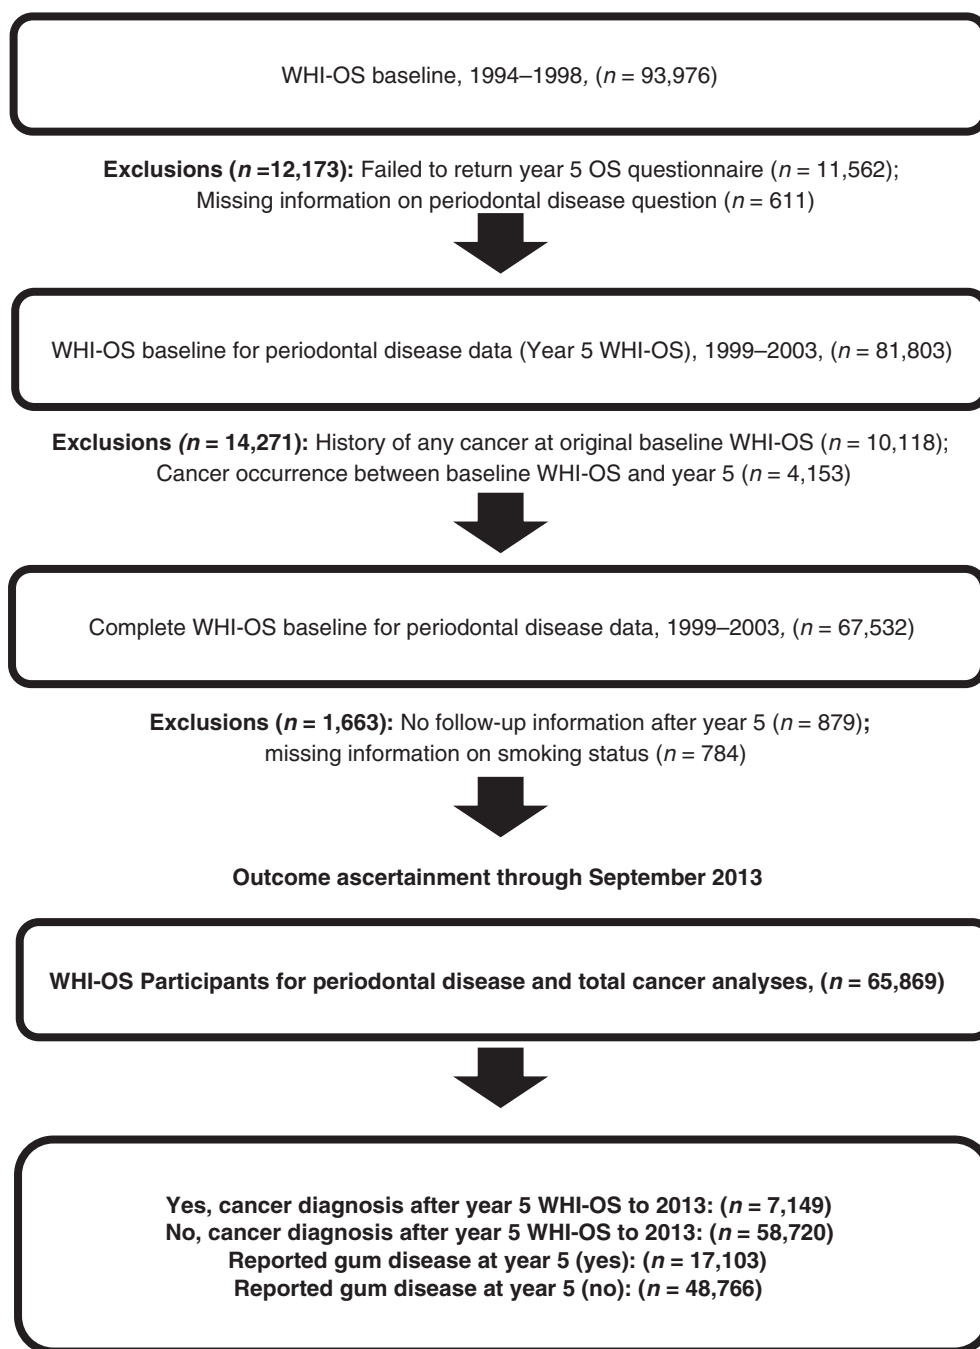 WHI-OS baseline, 1994–1998, (n = 93,976)
Exclusions (n =12,173): Failed to return year 5 OS questionnaire (n = 11,562);
Missing information on periodontal disease question (n = 611)
WHI-OS baseline for periodontal disease data (Year 5 WHI-OS), 1999–2003, (n = 81,803)
Exclusions (n = 14,271): History of any cancer at original baseline WHI-OS (n = 10,118);
Cancer occurrence between baseline WHI-OS and year 5 (n = 4,153)
Complete WHI-OS baseline for periodontal disease data, 1999–2003, (n = 67,532)
Exclusions (n = 1,663): No follow-up information after year 5 (n = 879);
missing information on smoking status (n = 784)
Outcome ascertainment through September 2013
WHI-OS Participants for periodontal disease and total cancer analyses, (n = 65,869)
Yes, cancer diagnosis after year 5 WHI-OS to 2013: (n = 7,149)
No, cancer diagnosis after year 5 WHI-OS to 2013: (n = 58,720)
Reported gum disease at year 5 (yes): (n = 17,103)
Reported gum disease at year 5 (no): (n = 48,766)